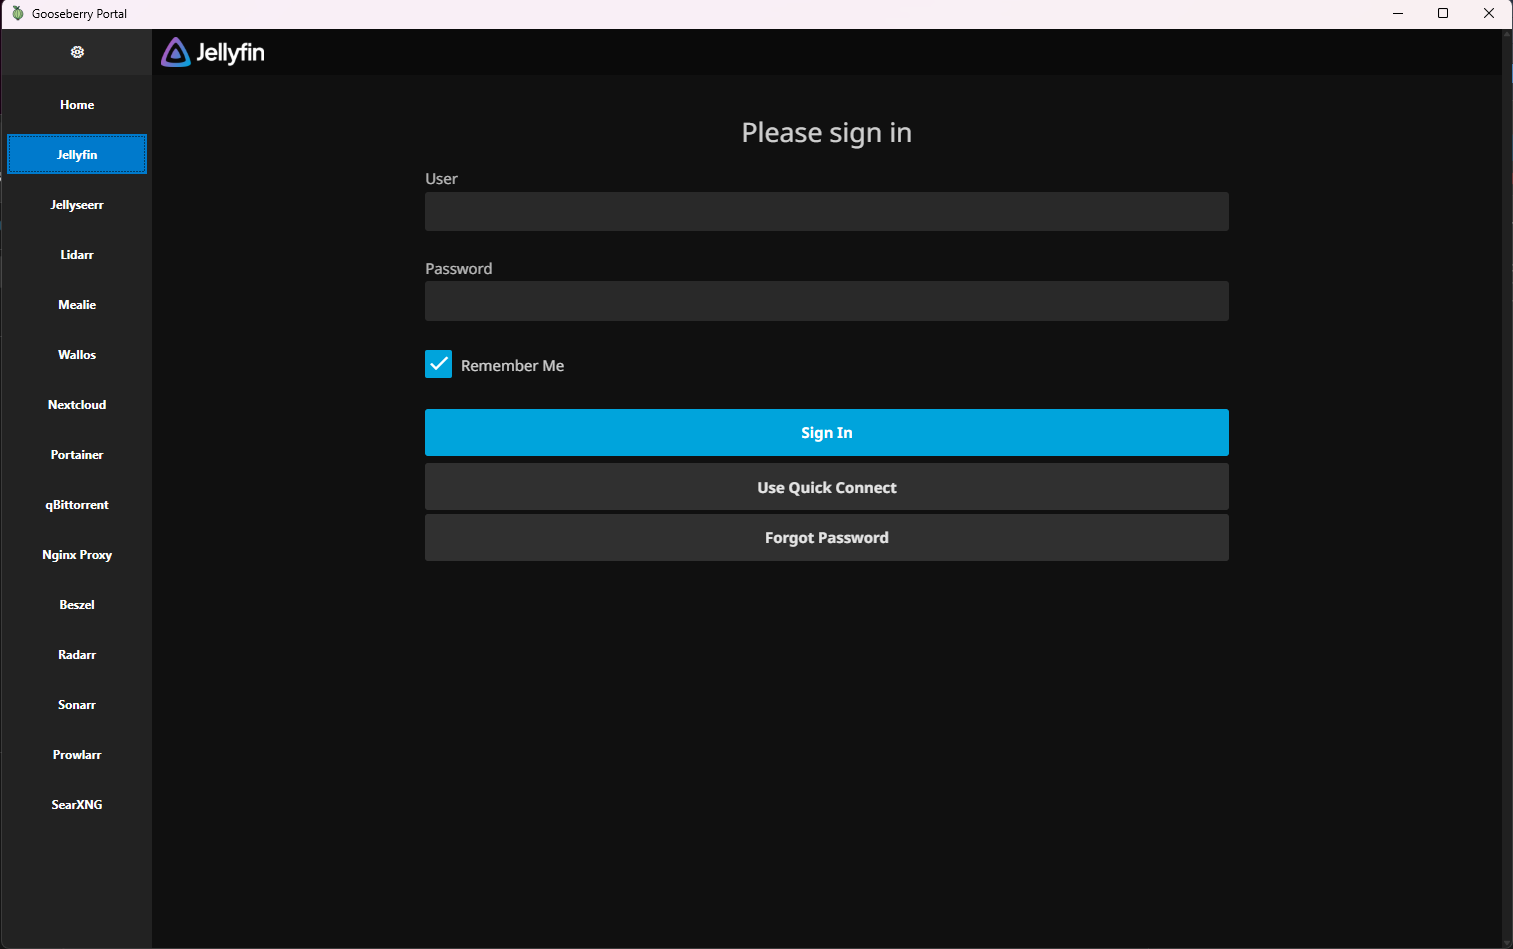 Gooseberry Portal
Jellyfin
Home
Jellyfin
Jellyseerr
Lidarr
Mealie
Wallos
Nextcloud
Portainer
qBittorrent
Nginx Proxy
Beszel
Radarr
Sonarr
Prowlarr
SearXNG
Please sign in
User
Password
Remember Me
Sign In
Use Quick Connect
Forgot Password